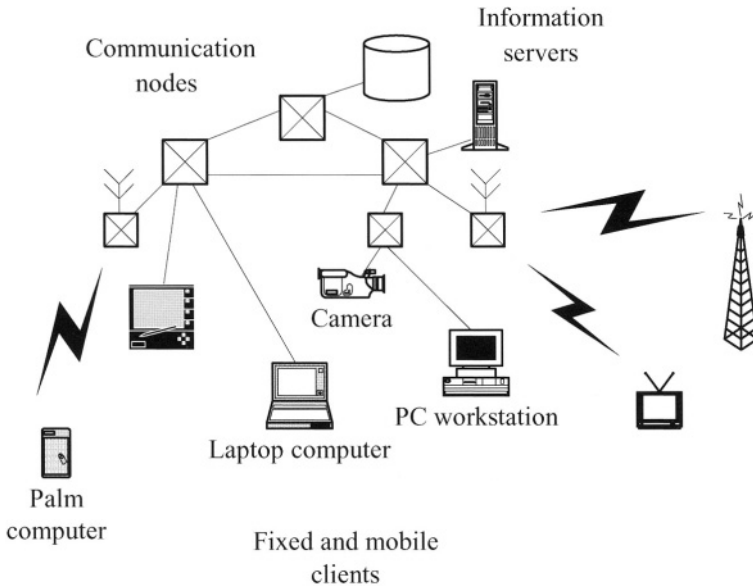 Information
servers
Communication
nodes
Camera
PC workstation
Laptop computer
Palm
computer
Fixed and mobile
clients